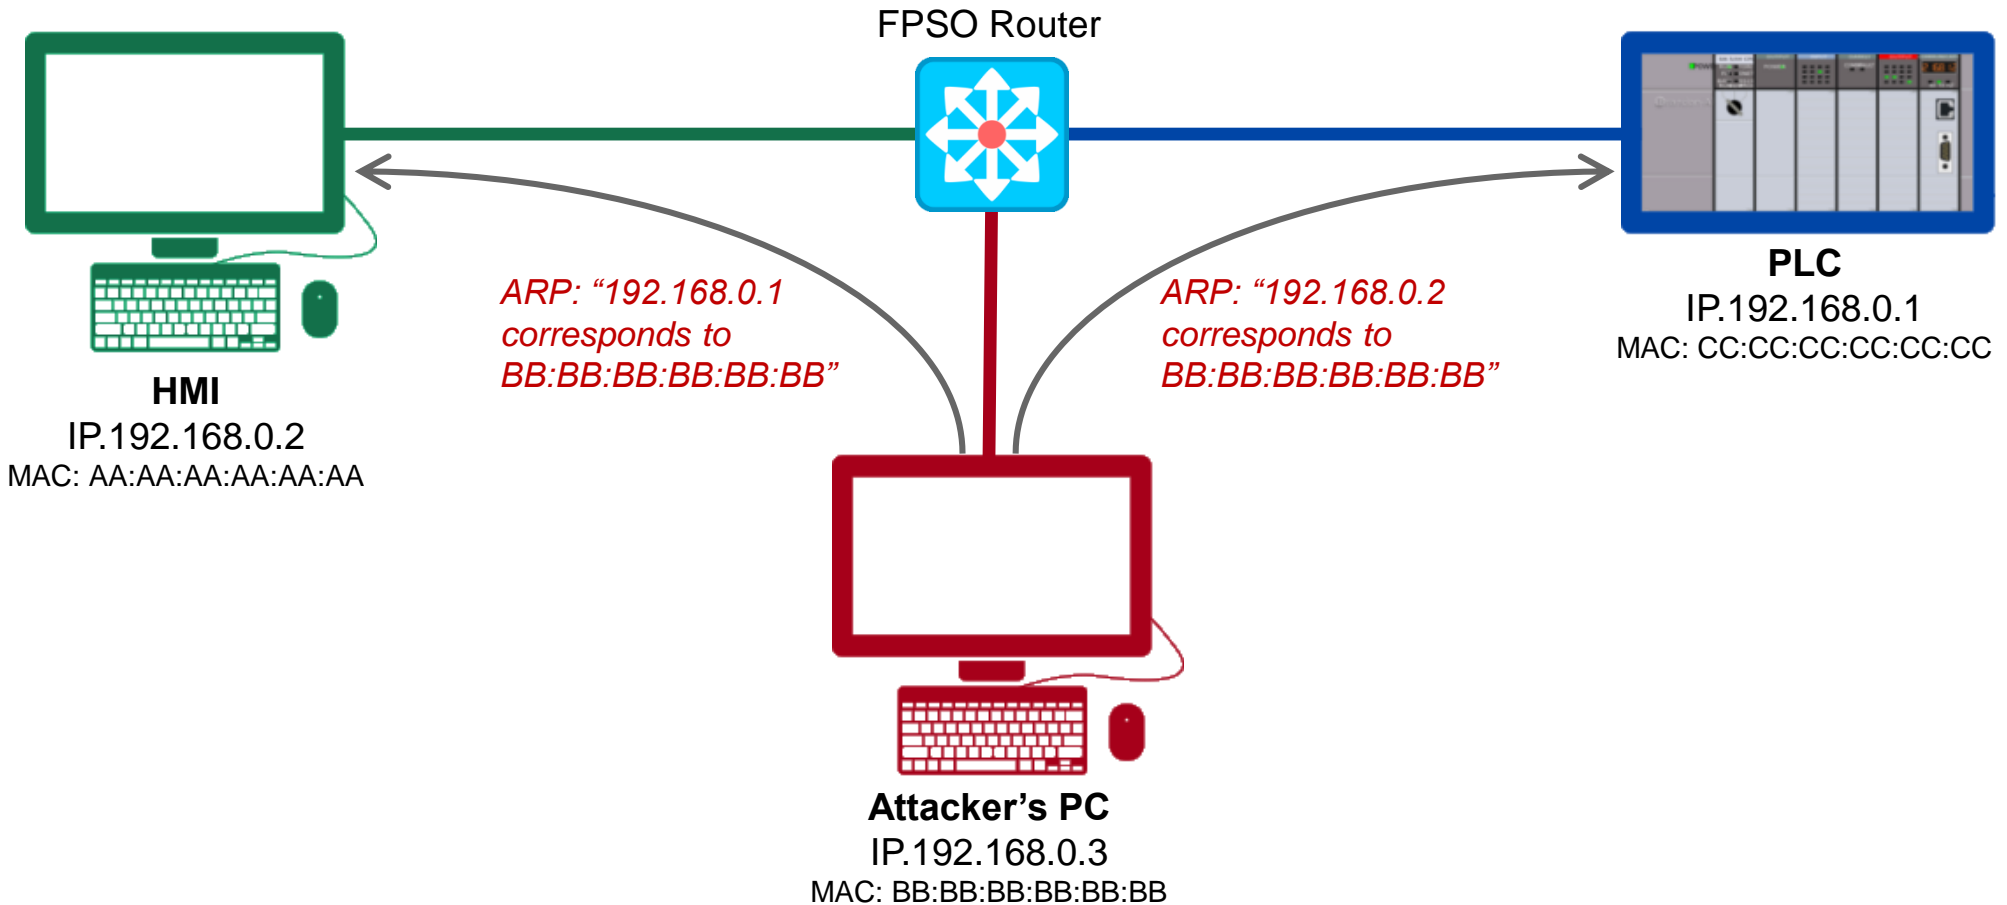 FPSO Router
ARP: “192.168.0.1
corresponds to
BB:BB:BB:BB:BB:BB”
ARP: “192.168.0.2
corresponds to
BB:BB:BB:BB:BB:BB”
PLC
IP.192.168.0.1
MAC: CC:CC:CC:CC:CC:CC
HMI
IP.192.168.0.2
MAC: AA:AA:AA:AA:AA:AA
Attacker’s PC
IP.192.168.0.3
MAC: BB:BB:BB:BB:BB:BB